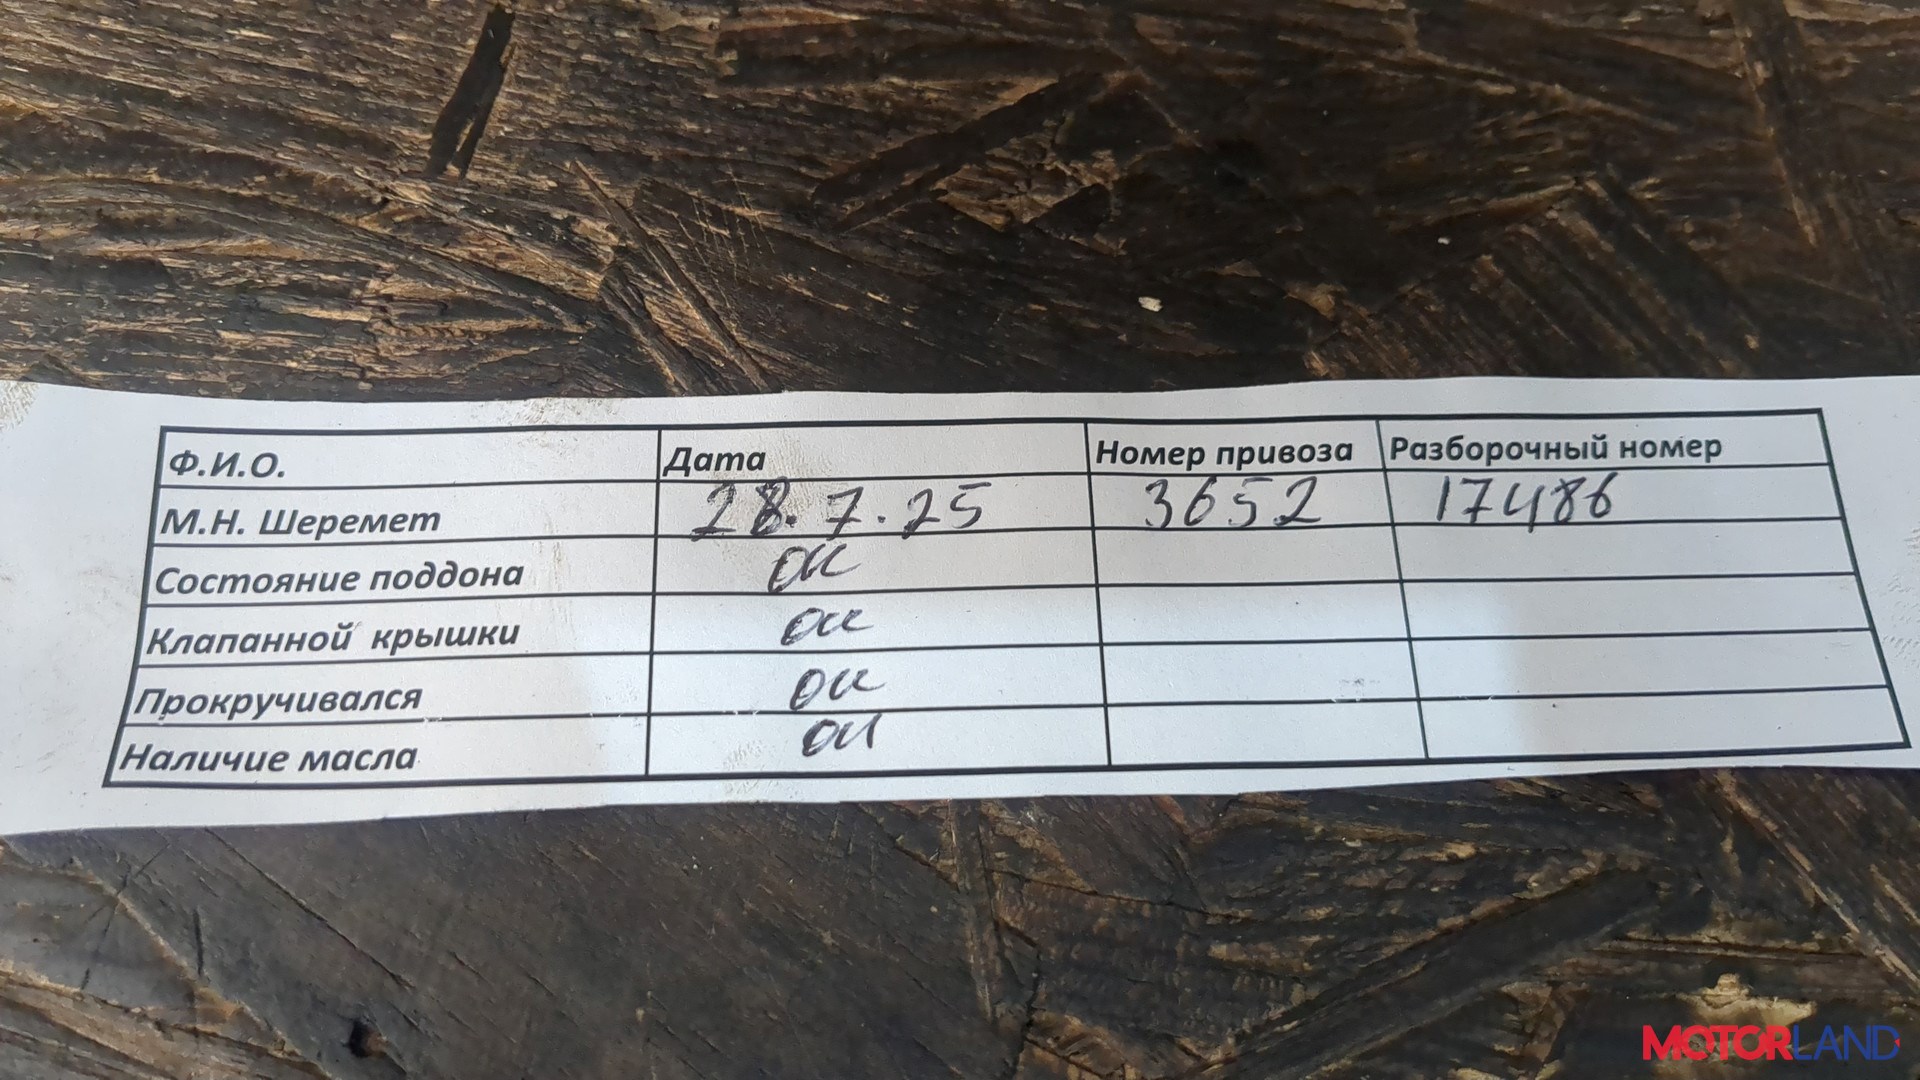 Ф.И.О. Дата Номер привоза Разборочный номер
М.Н. Шеремет 28.7.25 3652 17486
Состояние поддона ок
Клапанной крышки ок
Прокручивался ок
Наличие масла ок
MOTORLAND